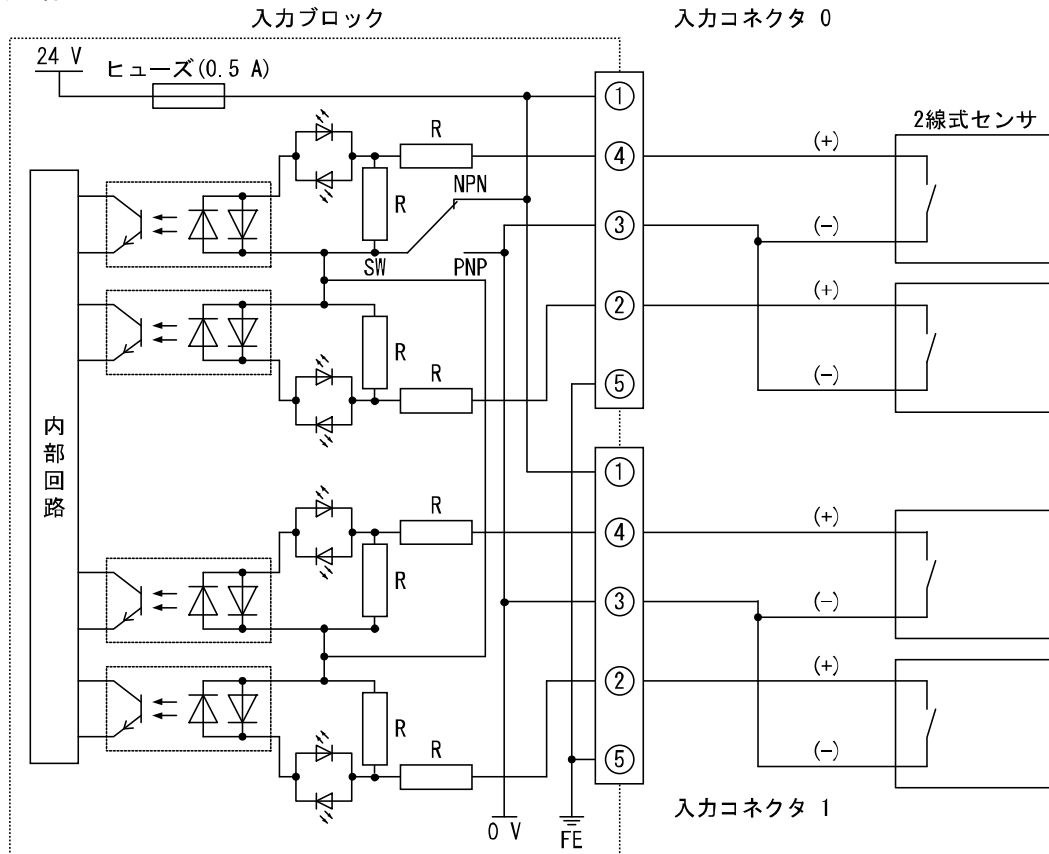 入力ブロック
入力コネクタ 0
24 V
ヒューズ(0.5 A)
①
2線式センサ
R
④
(+)
NPN
R
③
(-)
SW
PNP
②
(+)
R
R
⑤
(-)
内部回路
①
R
④
(+)
R
③
(-)
②
(+)
R
R
⑤
(-)
0 V
FE
入力コネクタ 1